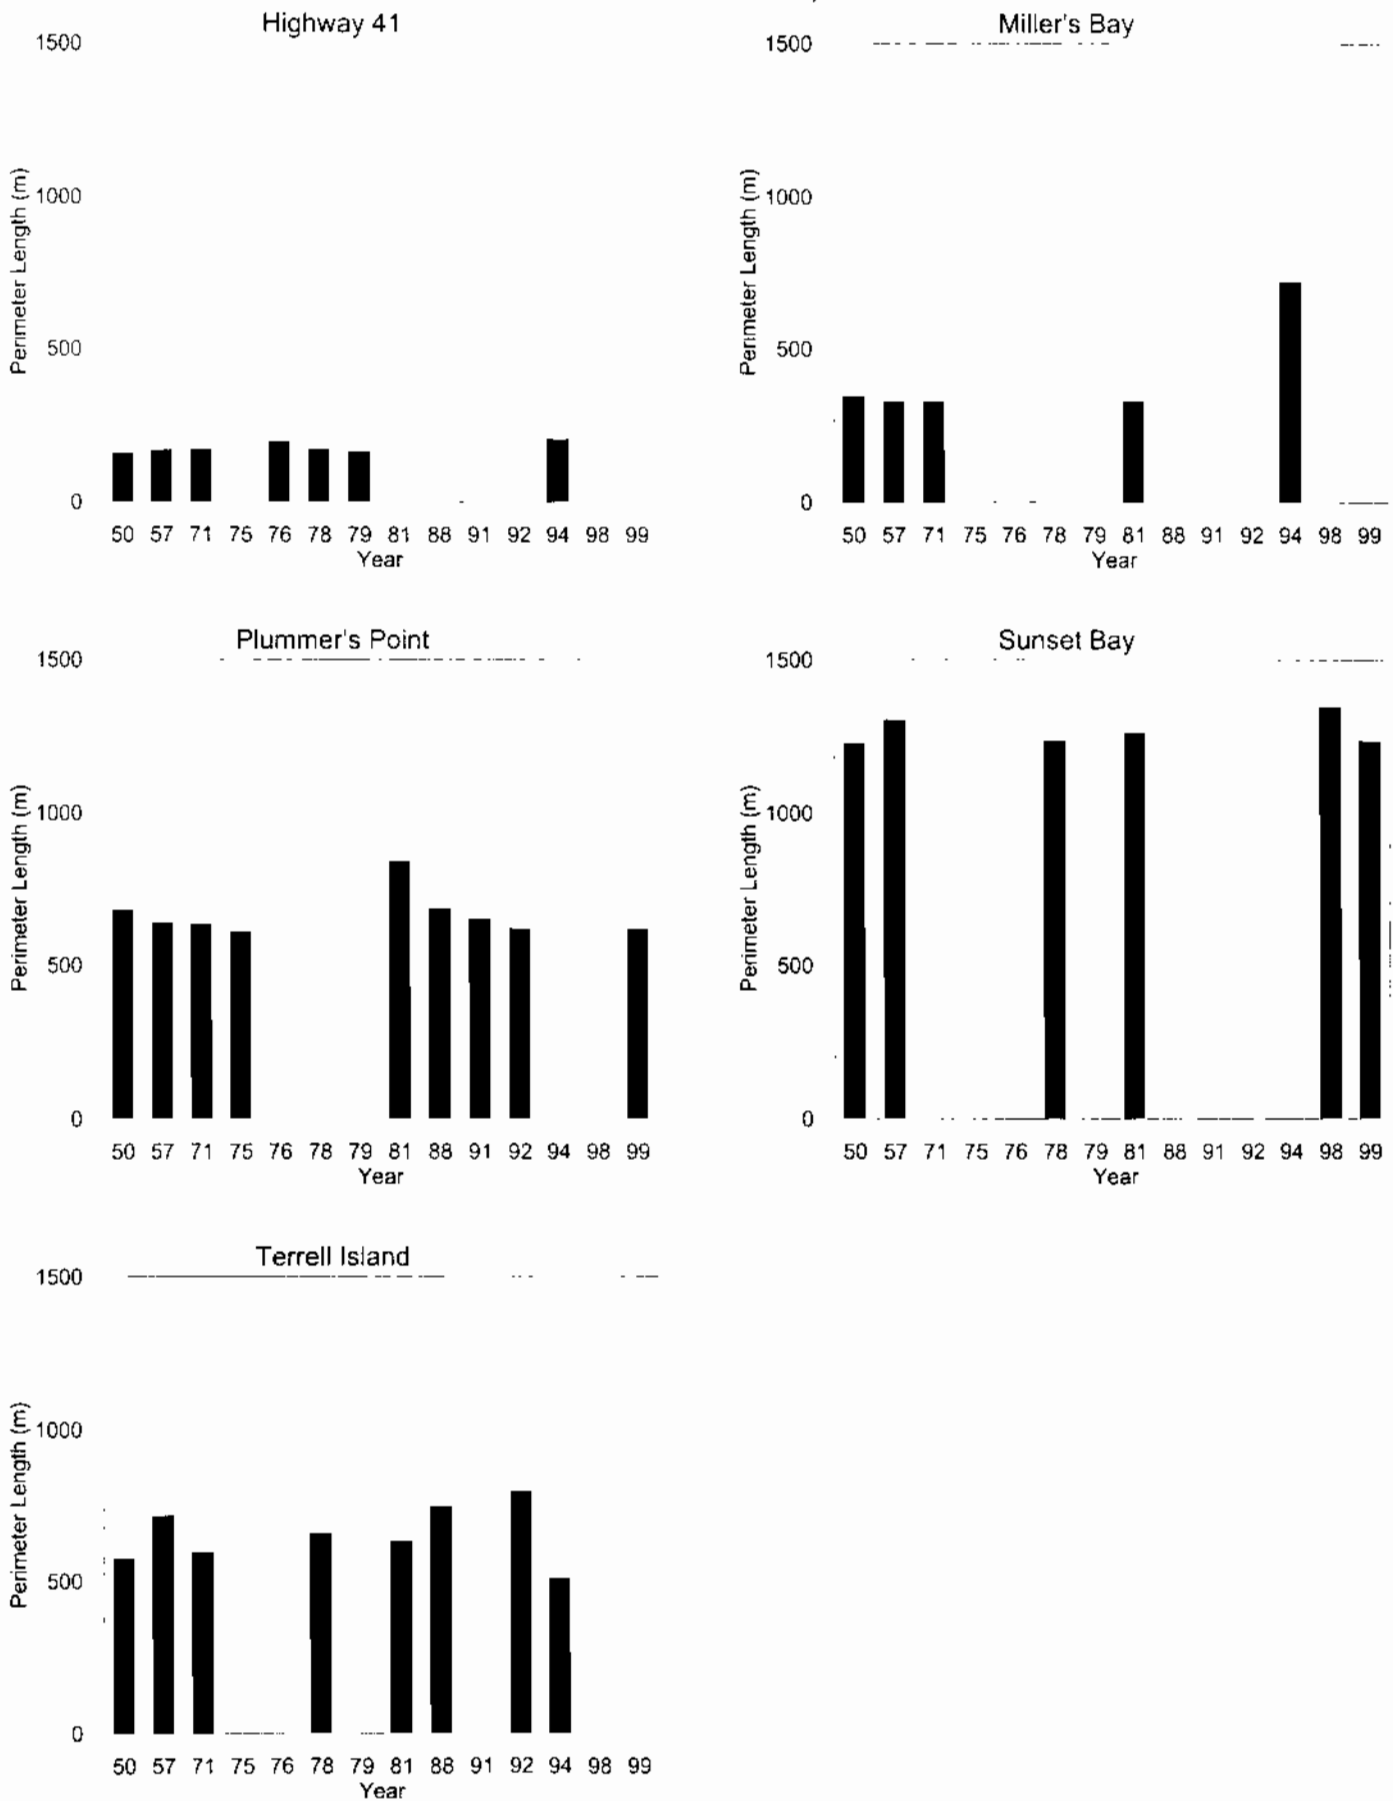 Highway 41
1500
1000
500
0
Perimeter Length (m)
50 57 71 75 76 78 79 81 88 91 92 94 98 99
Year
Miller's Bay
1500
1000
500
0
Perimeter Length (m)
50 57 71 75 76 78 79 81 88 91 92 94 98 99
Year
Plummer's Point
1500
1000
500
0
Perimeter Length (m)
50 57 71 75 76 78 79 81 88 91 92 94 98 99
Year
Sunset Bay
1500
1000
500
0
Perimeter Length (m)
50 57 71 75 76 78 79 81 88 91 92 94 98 99
Year
Terrell Island
1500
1000
500
0
Perimeter Length (m)
50 57 71 75 76 78 79 81 88 91 92 94 98 99
Year